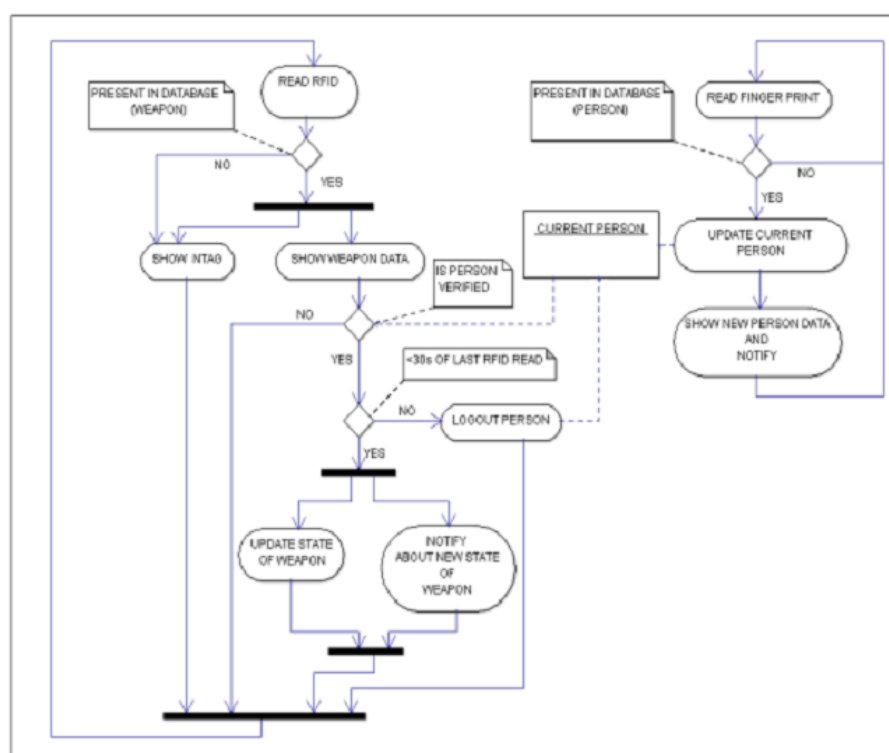 READ RFID
PRESENT IN DATABASE
(WEAPON)
NO
YES
SHOW INTAG
SHOW WEAPON DATA
IS PERSON
VERIFIED
NO
YES
<30s OF LAST RFID READ
NO
LOGOUT PERSON
YES
UPDATE STATE
OF WEAPON
NOTIFY
ABOUT NEW STATE
OF
WEAPON
CURRENT PERSON
READ FINGER PRINT
PRESENT IN DATABASE
(PERSON)
NO
YES
UPDATE CURRENT
PERSON
SHOW NEW PERSON DATA
AND
NOTIFY